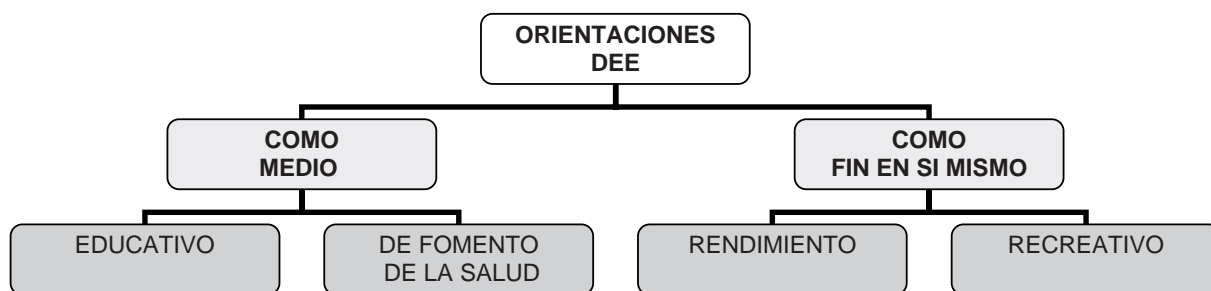 ORIENTACIONES
DEE
COMO
MEDIO
COMO
FIN EN SI MISMO
EDUCATIVO
DE FOMENTO
DE LA SALUD
RENDIMIENTO
RECREATIVO